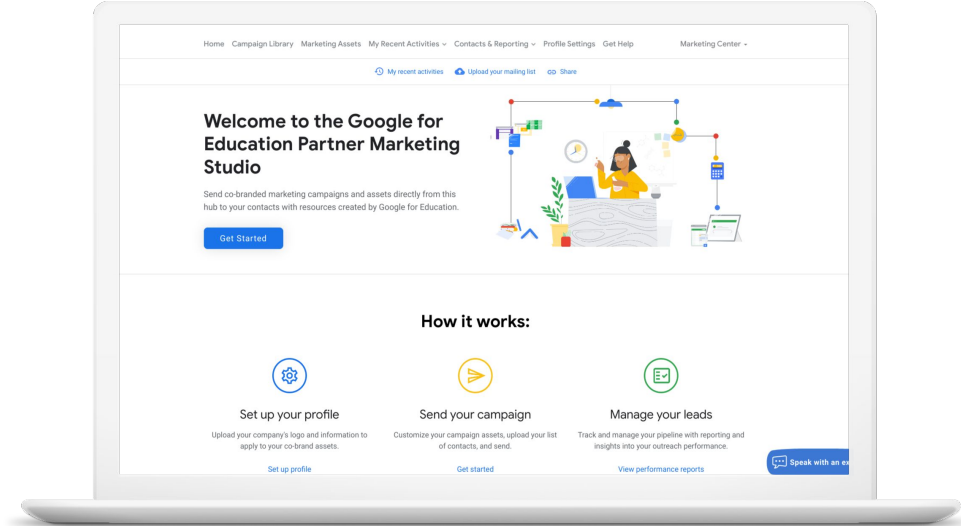 Home Campaign Library Marketing Assets My Recent Activities Contacts & Reporting Profile Settings Get Help Marketing Center
My recent activities Upload your mailing list Share
Welcome to the Google for
Education Partner Marketing
Studio
Send co-branded marketing campaigns and assets directly from this
hub to your contacts with resources created by Google for Education.
Get Started
How it works:
Set up your profile
Upload your company's logo and information to
apply to your co-brand assets.
Set up profile
Send your campaign
Customize your campaign assets, upload your list
of contacts, and send.
Get started
Manage your leads
Track and manage your pipeline with reporting and
insights into your outreach performance.
View performance reports
Speak with an ex